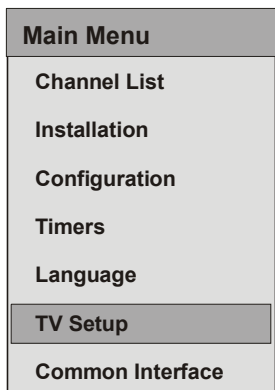 Main Menu
Channel List
Installation
Configuration
Timers
Language
TV Setup
Common Interface